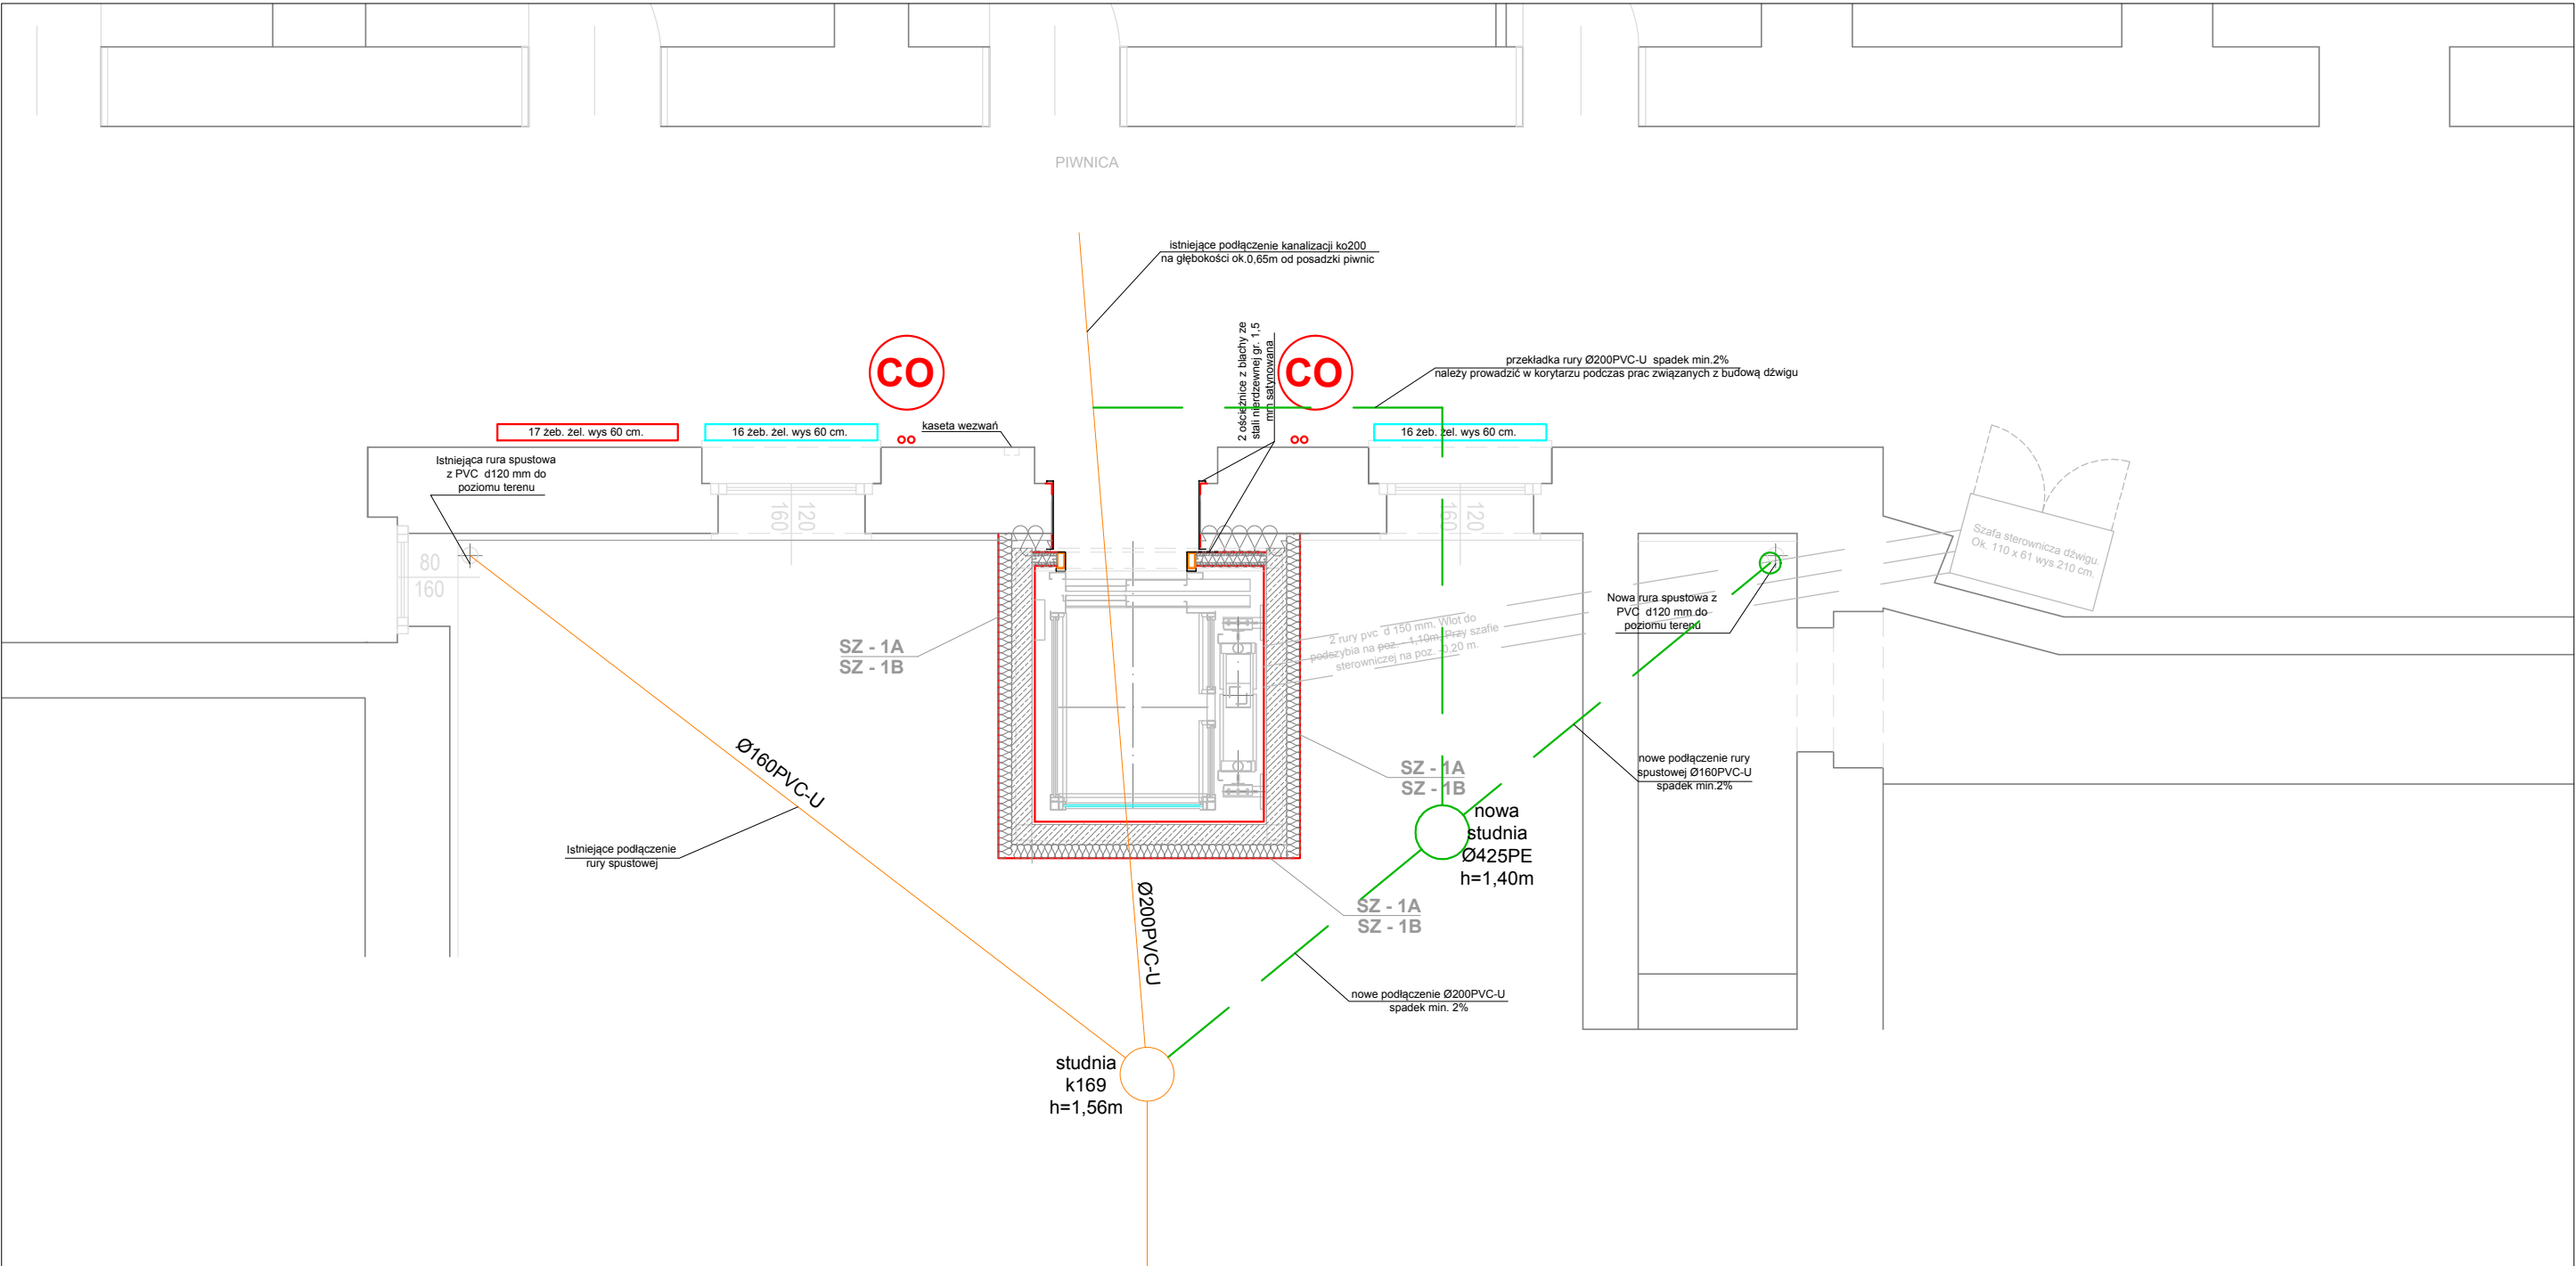 PIWNICA
istniejące podłączenie kanalizacji ko200
na głębokości ok.0,65m od posadzki piwnic
CO
CO
2 ościeżnice z blachy ze
stali nierdzewnej gr. 1,5
mm satynowana
przekładka rury Ø200PVC-U spadek min.2%
należy prowadzić w korytarzu podczas prac związanych z budową dźwigu
17 żeb. żel. wys 60 cm.
16 żeb. żel. wys 60 cm.
kaseta wezwań
16 żeb. żel. wys 60 cm.
Istniejąca rura spustowa
z PVC d120 mm do
poziomu terenu
160
120
160
120
80
160
Szafa sterownicza dźwigu.
Ok. 110 x 61 wys.210 cm.
Nowa rura spustowa z
PVC d120 mm do
poziomu terenu
2 rury pvc d 150 mm. Wlot do
podszybia na poz. - 1,10m. Przy szafie
sterowniczej na poz. -0,20 m.
SZ - 1A
SZ - 1B
Ø160PVC-U
SZ - 1A
SZ - 1B
nowe podłączenie rury
spustowej Ø160PVC-U
spadek min.2%
nowa
studnia
Ø425PE
h=1,40m
Istniejące podłączenie
rury spustowej
Ø200PVC-U
SZ - 1A
SZ - 1B
nowe podłączenie Ø200PVC-U
spadek min. 2%
studnia
k169
h=1,56m